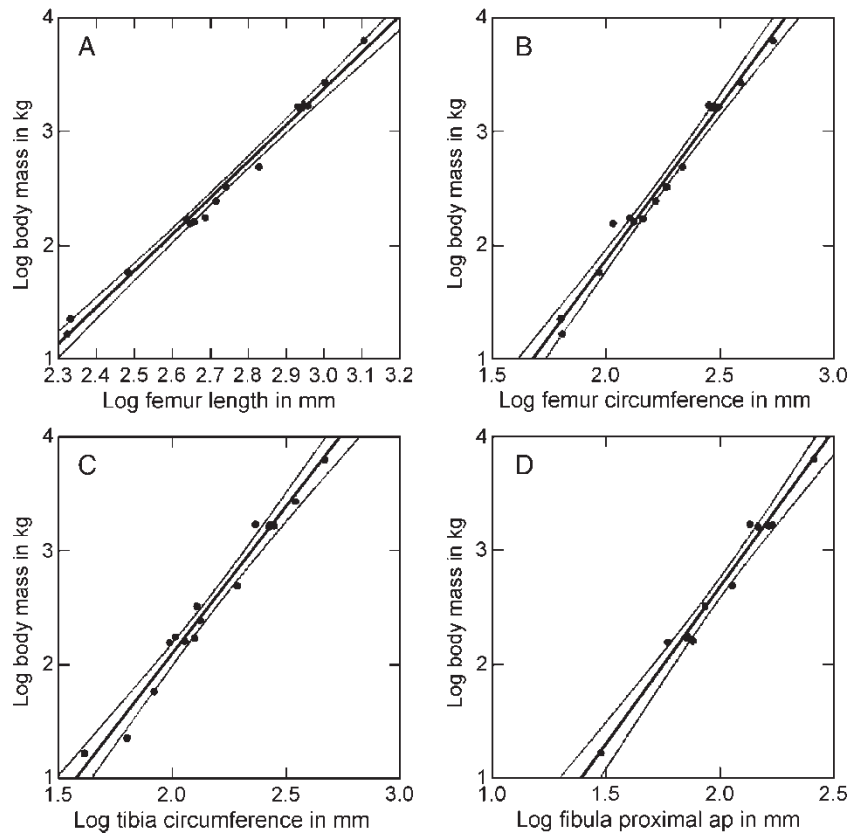 A
Log body mass in kg
4
3
2
1
2.3 2.4 2.5 2.6 2.7 2.8 2.9 3.0 3.1 3.2
Log femur length in mm
B
Log body mass in kg
4
3
2
1
1.5 2.0 2.5 3.0
Log femur circumference in mm
C
Log body mass in kg
4
3
2
1
1.5 2.0 2.5 3.0
Log tibia circumference in mm
D
Log body mass in kg
4
3
2
1
1.0 1.5 2.0 2.5
Log fibula proximal ap in mm